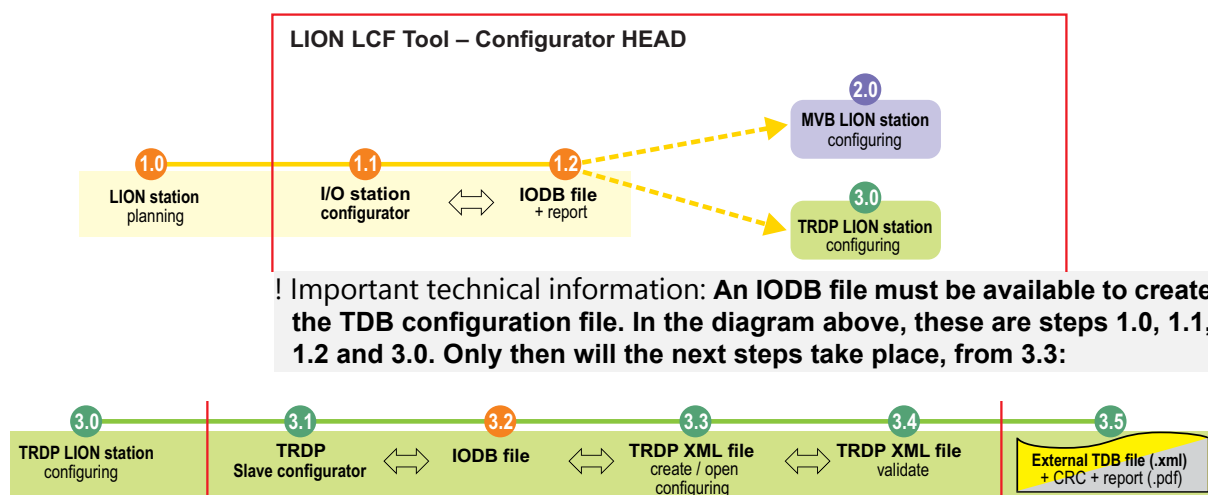 LION LCF Tool – Configurator HEAD
2.0
MVB LION station
configuring
1.0
1.1
1.2
LION station
planning
I/O station
configurator
IODB file
+ report
3.0
TRDP LION station
configuring
! Important technical information: An IODB file must be available to create
the TDB configuration file. In the diagram above, these are steps 1.0, 1.1,
1.2 and 3.0. Only then will the next steps take place, from 3.3:
3.0
3.1
3.2
3.3
3.4
3.5
TRDP LION station
configuring
TRDP
Slave configurator
IODB file
TRDP XML file
create / open
configuring
TRDP XML file
validate
External TDB file (.xml)
+ CRC + report (.pdf)